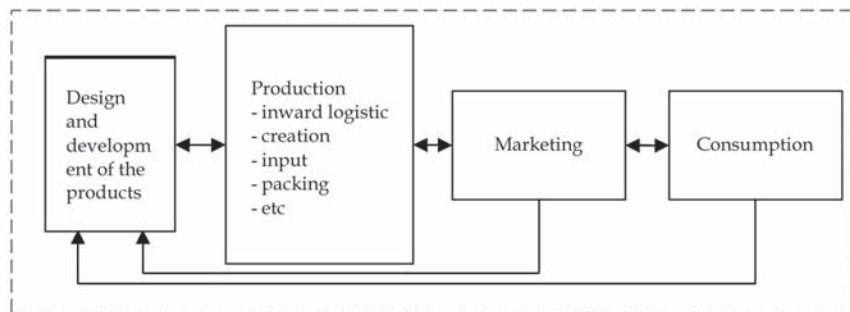 Design
and
developm
ent of the
products
Production
- inward logistic
- creation
- input
- packing
- etc
Marketing
Consumption